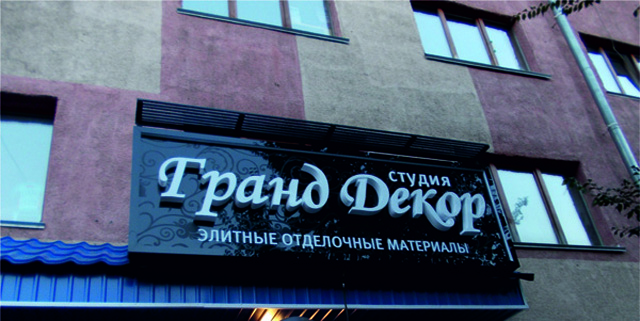 студия
Гранд Декор
ЭЛИТНЫЕ ОТДЕЛОЧНЫЕ МАТЕРИАЛЫ